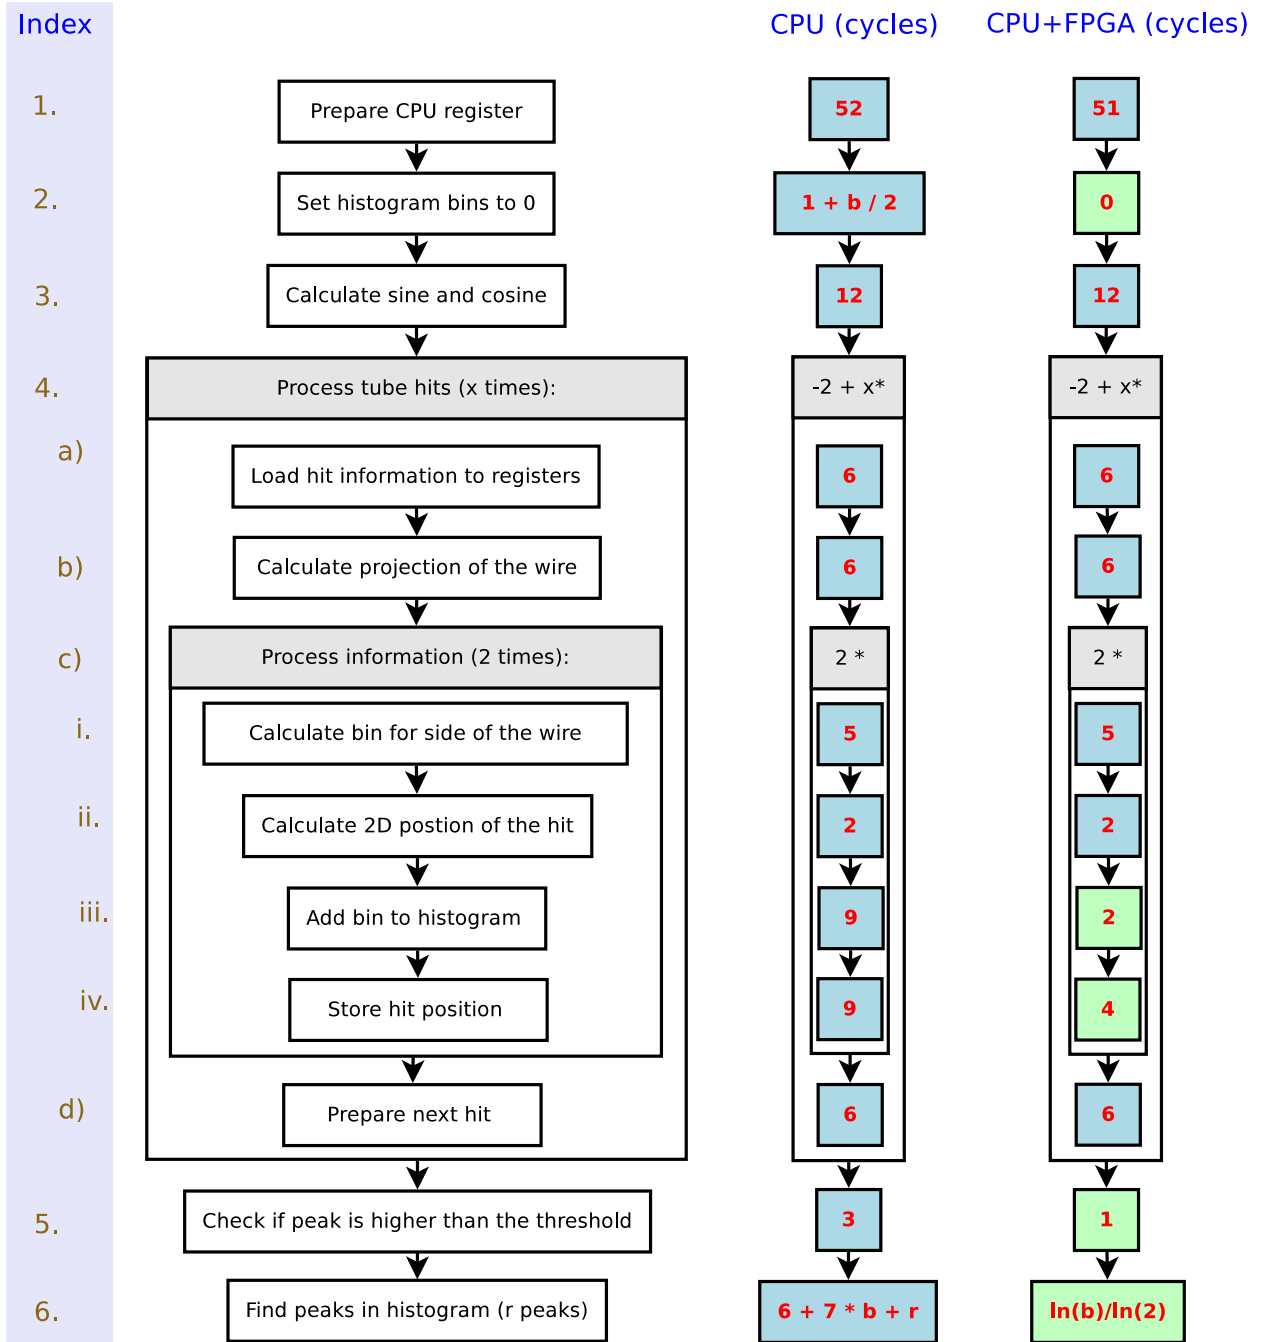 Index CPU (cycles) CPU+FPGA (cycles)
1. Prepare CPU register 52 51
2. Set histogram bins to 0 1 + b / 2 0
3. Calculate sine and cosine 12 12
4. Process tube hits (x times): -2 + x* -2 + x*
a) Load hit information to registers 6 6
b) Calculate projection of the wire 6 6
c) Process information (2 times): 2 * 2 *
i. Calculate bin for side of the wire 5 5
ii. Calculate 2D postion of the hit 2 2
iii. Add bin to histogram 9 2
iv. Store hit position 9 4
d) Prepare next hit 6 6
5. Check if peak is higher than the threshold 3 1
6. Find peaks in histogram (r peaks) 6 + 7 * b + r ln(b)/ln(2)